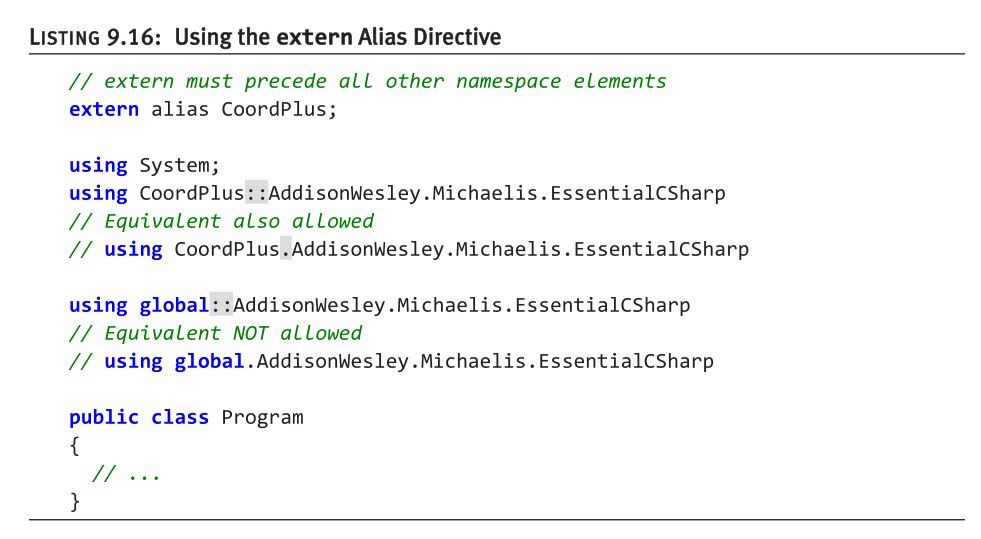 LISTING 9.16: Using the extern Alias Directive
// extern must precede all other namespace elements
extern alias CoordPlus;
using System;
using CoordPlus::AddisonWesley.Michaelis.EssentialCSharp
// Equivalent also allowed
// using CoordPlus.AddisonWesley.Michaelis.EssentialCSharp
using global::AddisonWesley.Michaelis.EssentialCSharp
// Equivalent NOT allowed
// using global.AddisonWesley.Michaelis.EssentialCSharp
public class Program
{
// ...
}